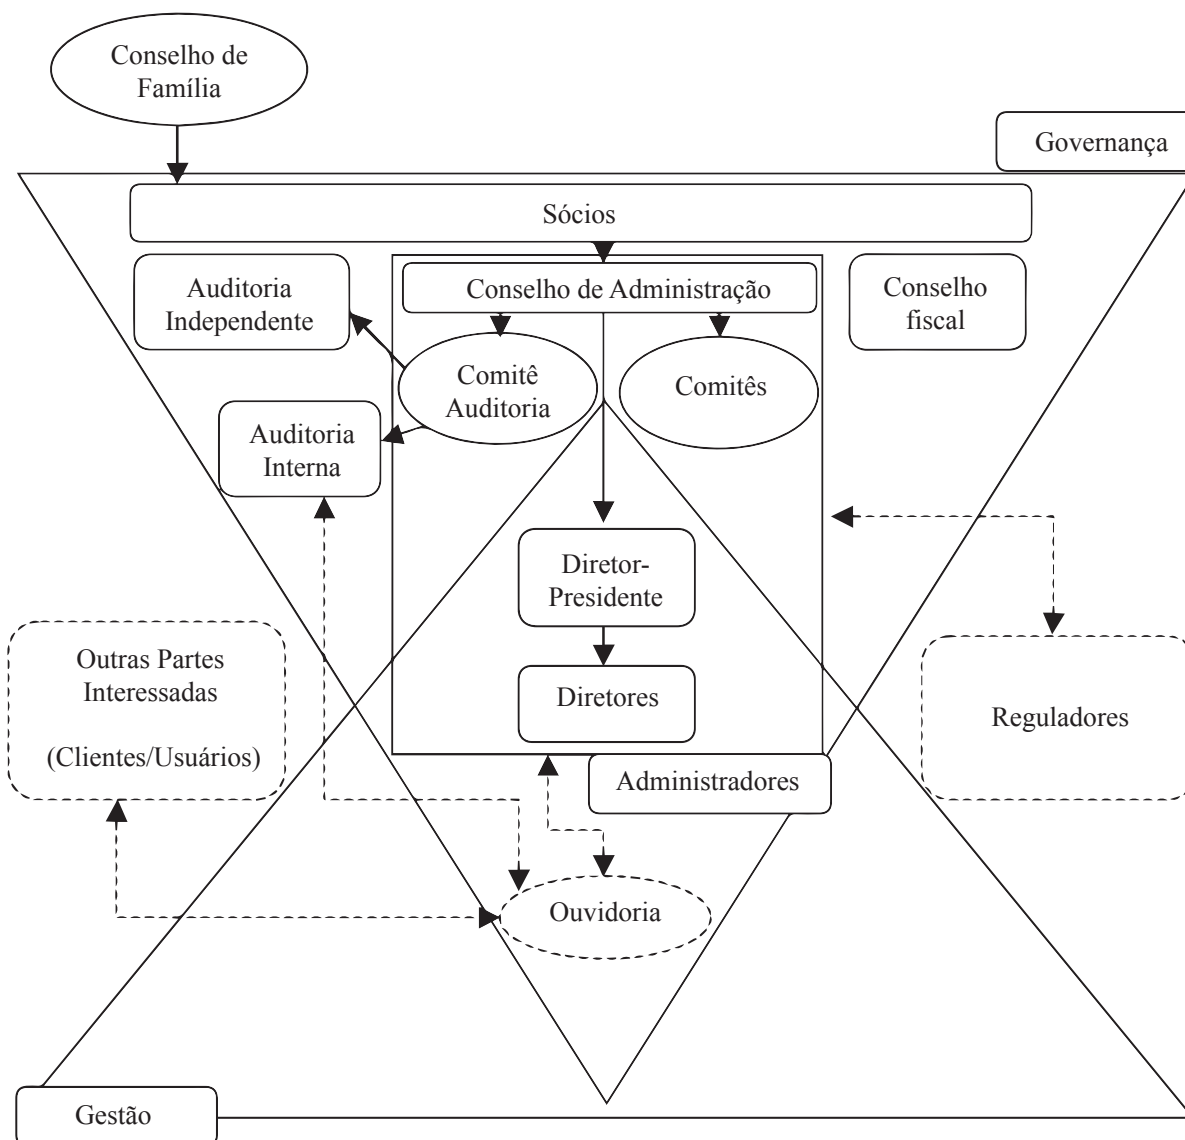 Conselho de
Família
Governança
Sócios
Auditoria
Independente
Conselho de Administração
Conselho
fiscal
Comitê
Auditoria
Comitês
Auditoria
Interna
Diretor-
Presidente
Outras Partes
Interessadas
(Clientes/Usuários)
Diretores
Reguladores
Administradores
Ouvidoria
Gestão